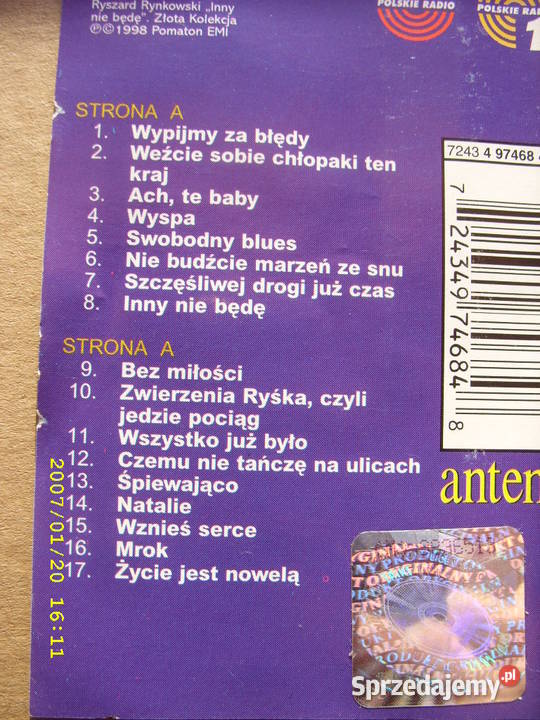 Ryszard Rynkowski „Inny
nie będę". Złota Kolekcja
℗©1998 Pomaton EMI
POLSKIE RADIO
POLSKIE RA
1
STRONA A
1. Wypijmy za błędy
2. Weźcie sobie chłopaki ten
kraj
3. Ach, te baby
4. Wyspa
5. Swobodny blues
6. Nie budźcie marzeń ze snu
7. Szczęśliwej drogi już czas
8. Inny nie będę
STRONA A
9. Bez miłości
10. Zwierzenia Ryśka, czyli
jedzie pociąg
11. Wszystko już było
12. Czemu nie tańczę na ulicach
13. Śpiewająco
14. Natalie
15. Wznieś serce
16. Mrok
17. Życie jest nowelą
7243 4 97468
7 24349 74684 8
anten
2007/01/20 16:11
Sprzedajemy.pl